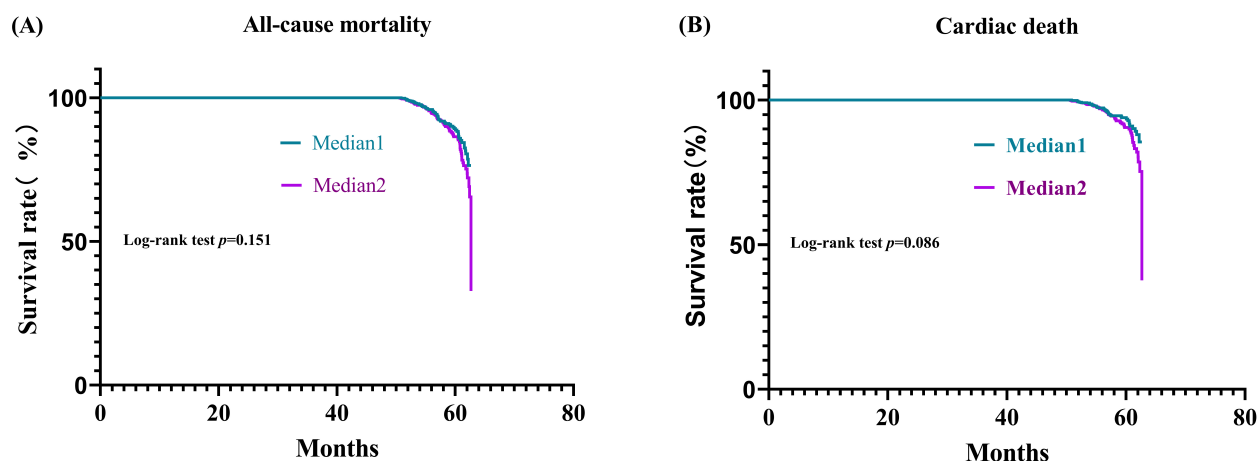 (A)
All-cause mortality
Survival rate( %)
100
50
0
Median1
Median2
Log-rank test p=0.151
0 20 40 60 80
Months
(B)
Cardiac death
Survival rate(%)
100
50
0
Median1
Median2
Log-rank test p=0.086
0 20 40 60 80
Months